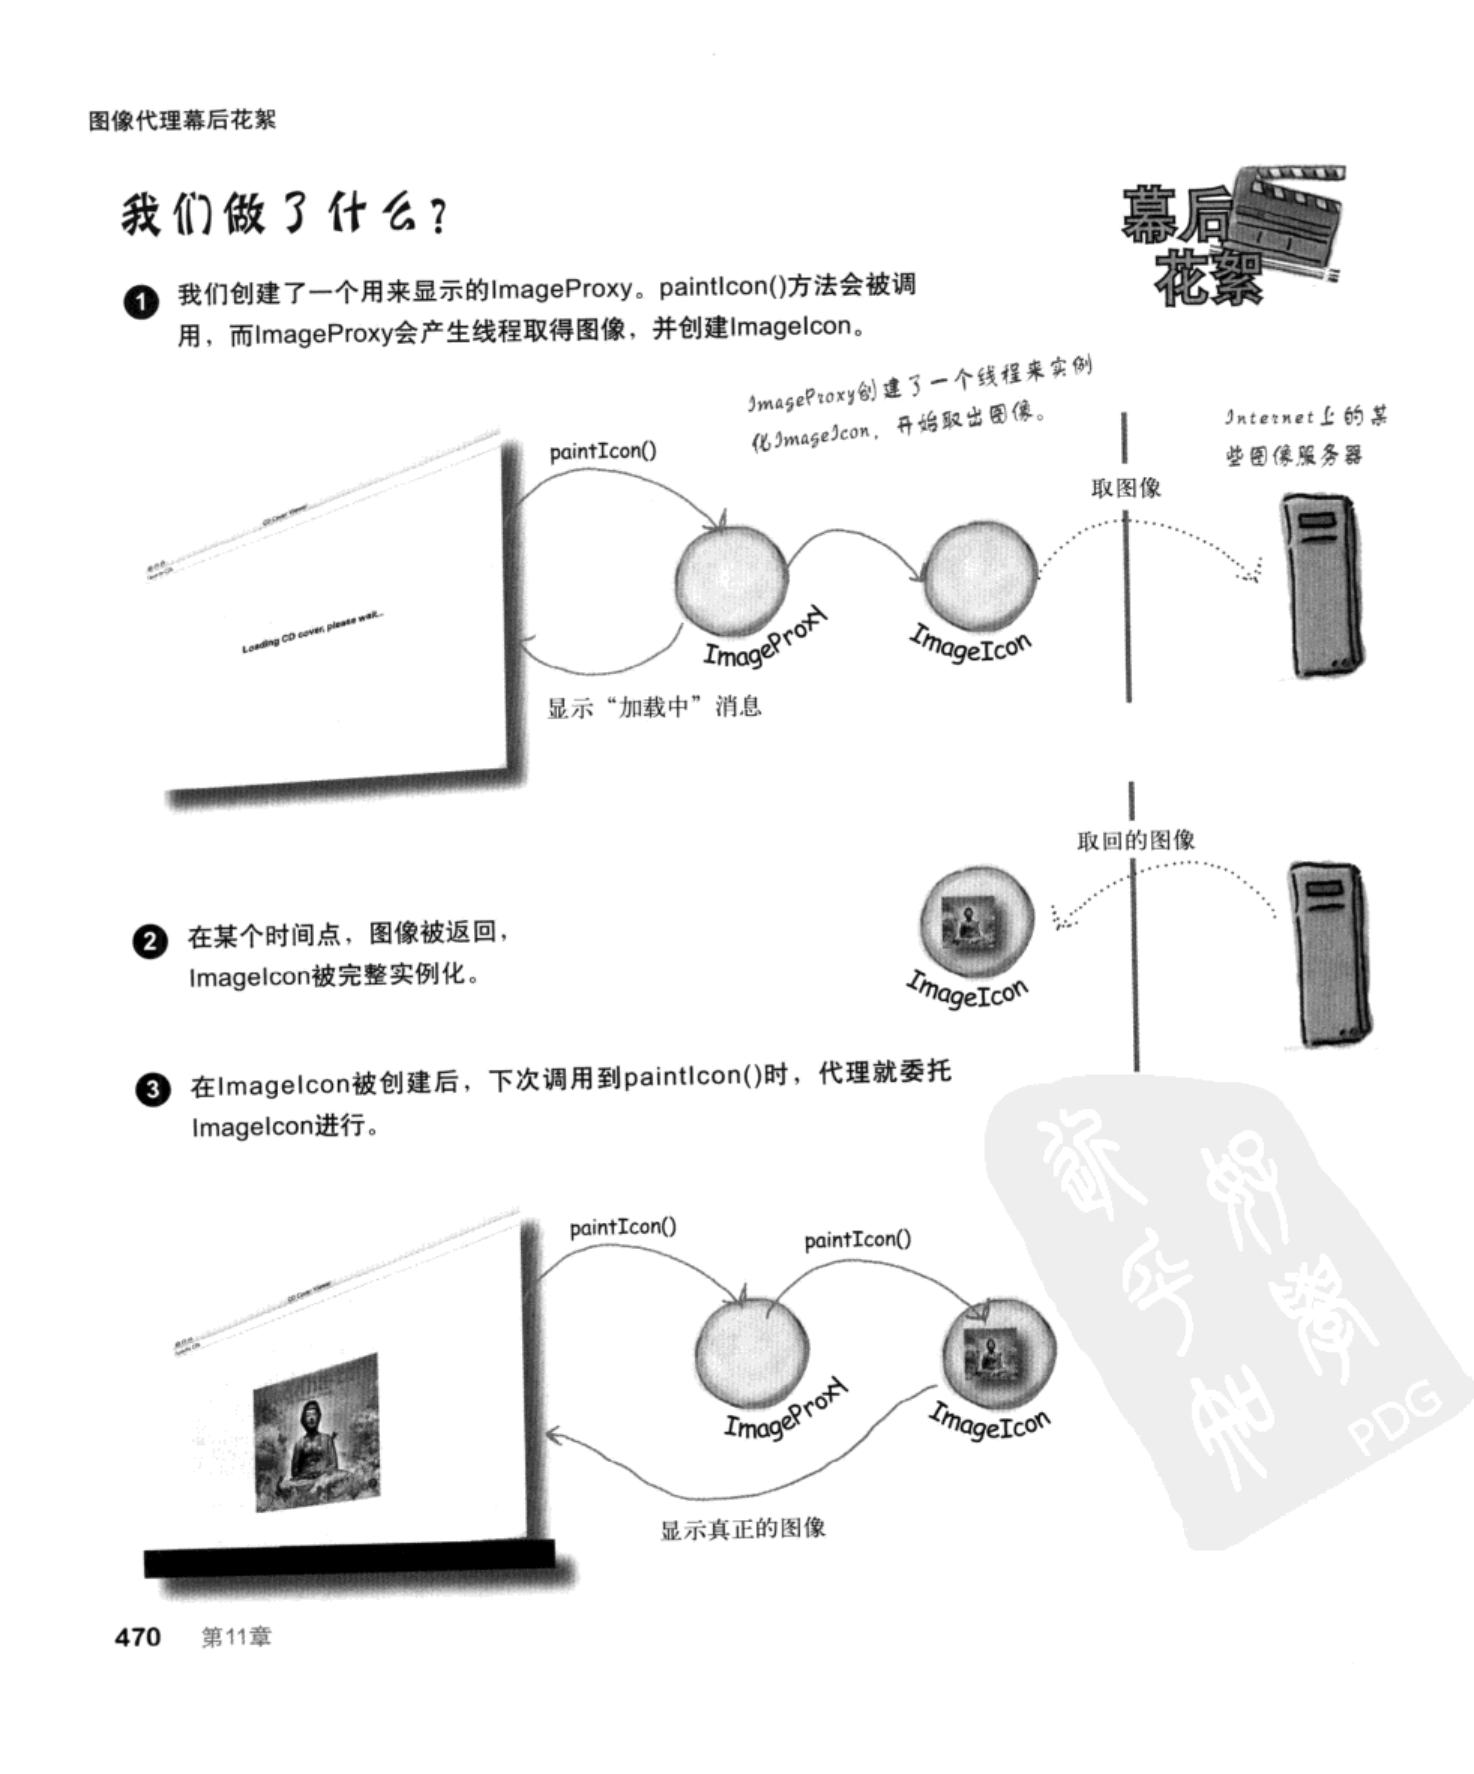 图像代理幕后花絮
我们做了什么?
幕后
花絮
1 我们创建了一个用来显示的ImageProxy。paintIcon()方法会被调
用，而ImageProxy会产生线程取得图像，并创建ImageIcon。
ImageProxy创建了一个线程来实例
化ImageIcon，开始取出图像。
Internet上的某
些图像服务器
paintIcon()
取图像
CD Cover Viewer
Loading CD cover, please wait...
ImageProxy
ImageIcon
显示“加载中”消息
取回的图像
2 在某个时间点，图像被返回，
ImageIcon被完整实例化。
ImageIcon
3 在ImageIcon被创建后，下次调用到paintIcon()时，代理就委托
ImageIcon进行。
paintIcon()
paintIcon()
CD Cover Viewer
ImageProxy
ImageIcon
显示真正的图像
PDG
470 第11章